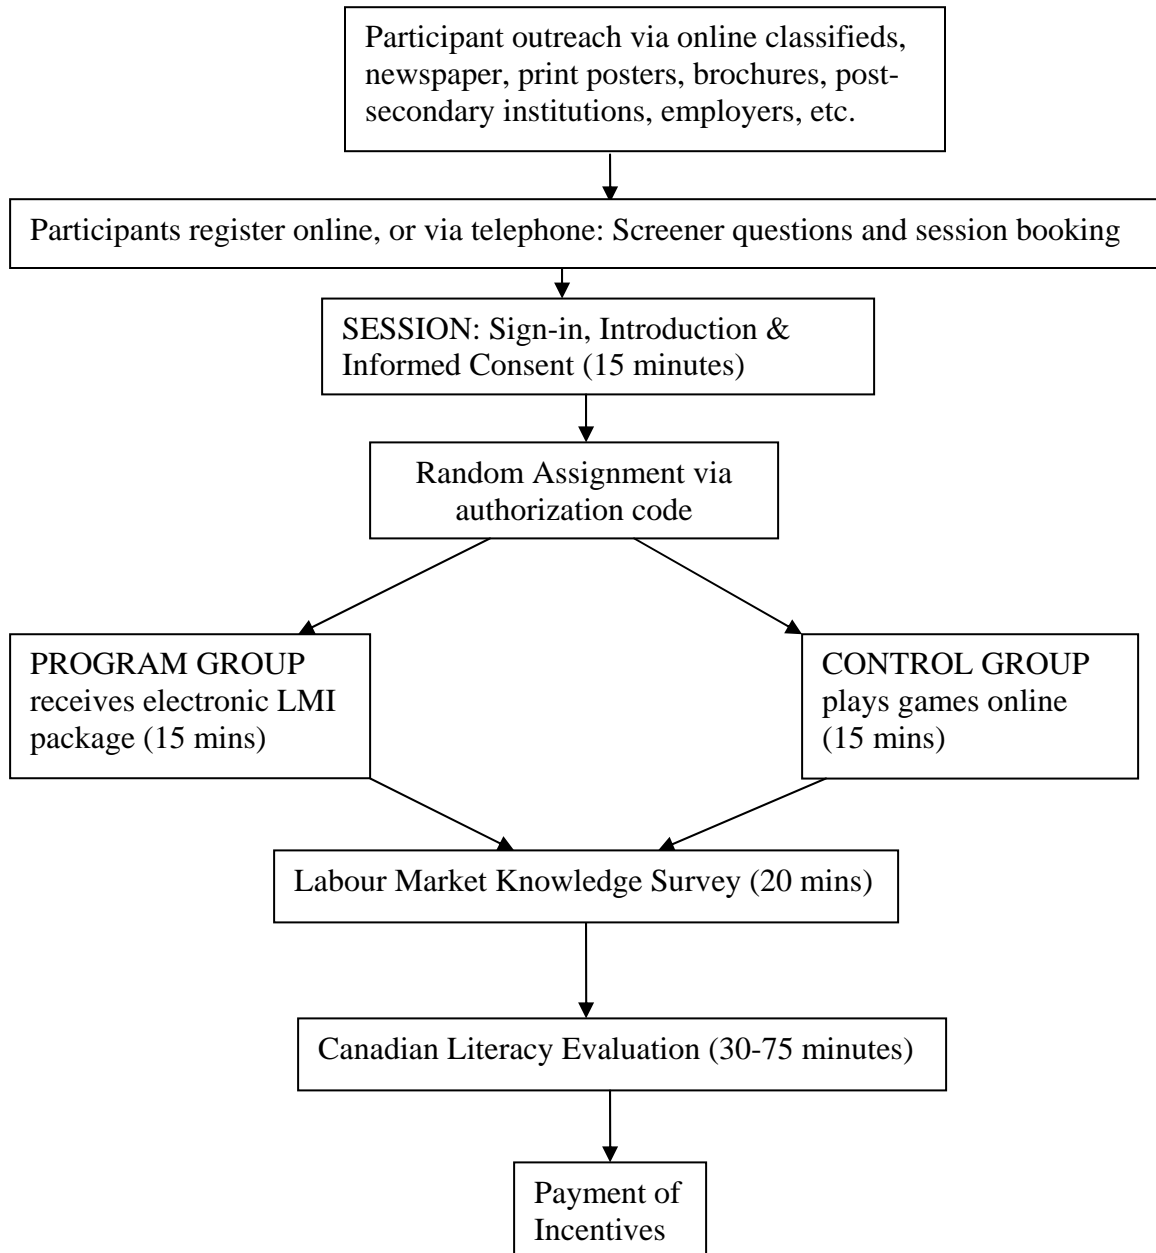 Participant outreach via online classifieds,
newspaper, print posters, brochures, post-
secondary institutions, employers, etc.
Participants register online, or via telephone: Screener questions and session booking
SESSION: Sign-in, Introduction &
Informed Consent (15 minutes)
Random Assignment via
authorization code
PROGRAM GROUP
receives electronic LMI
package (15 mins)
CONTROL GROUP
plays games online
(15 mins)
Labour Market Knowledge Survey (20 mins)
Canadian Literacy Evaluation (30-75 minutes)
Payment of
Incentives